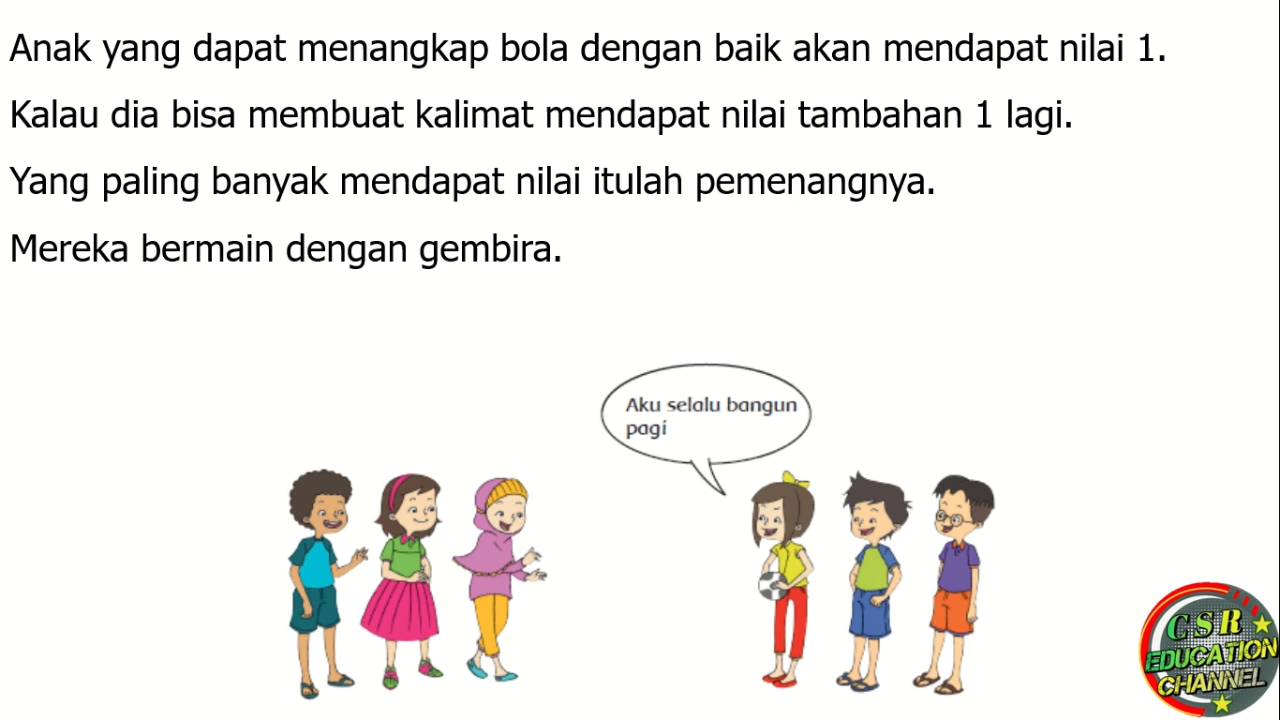 Anak yang dapat menangkap bola dengan baik akan mendapat nilai 1.
Kalau dia bisa membuat kalimat mendapat nilai tambahan 1 lagi.
Yang paling banyak mendapat nilai itulah pemenangnya.
Mereka bermain dengan gembira.
Aku selalu bangun
pagi
CSR
EDUCATION
CHANNEL